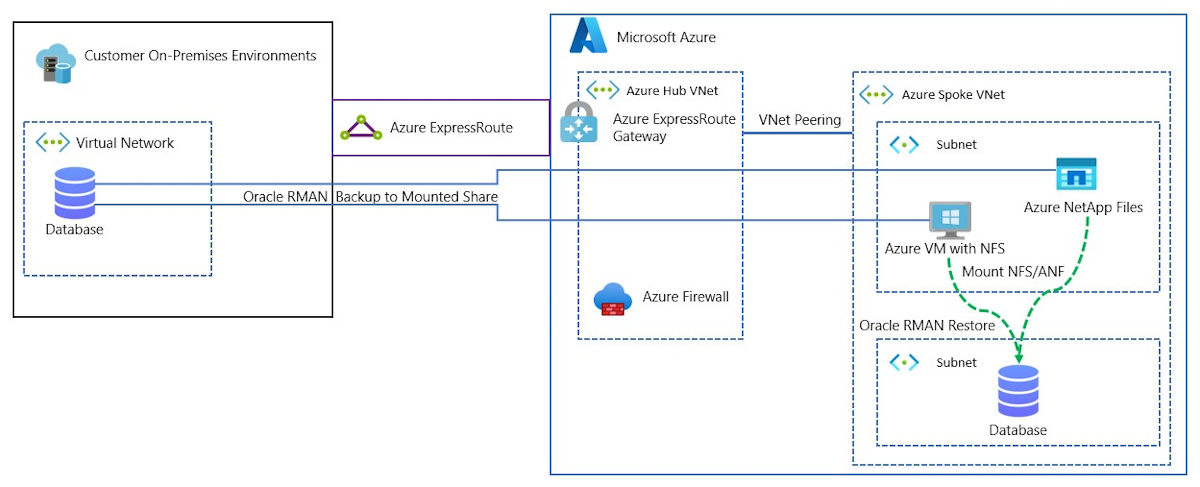 Customer On-Premises Environments
Virtual Network
Database
Azure ExpressRoute
Oracle RMAN Backup to Mounted Share
Microsoft Azure
Azure Hub VNet
Azure ExpressRoute
Gateway
Azure Firewall
VNet Peering
Azure Spoke VNet
Subnet
Azure NetApp Files
Azure VM with NFS
Mount NFS/ANF
Oracle RMAN Restore
Subnet
Database